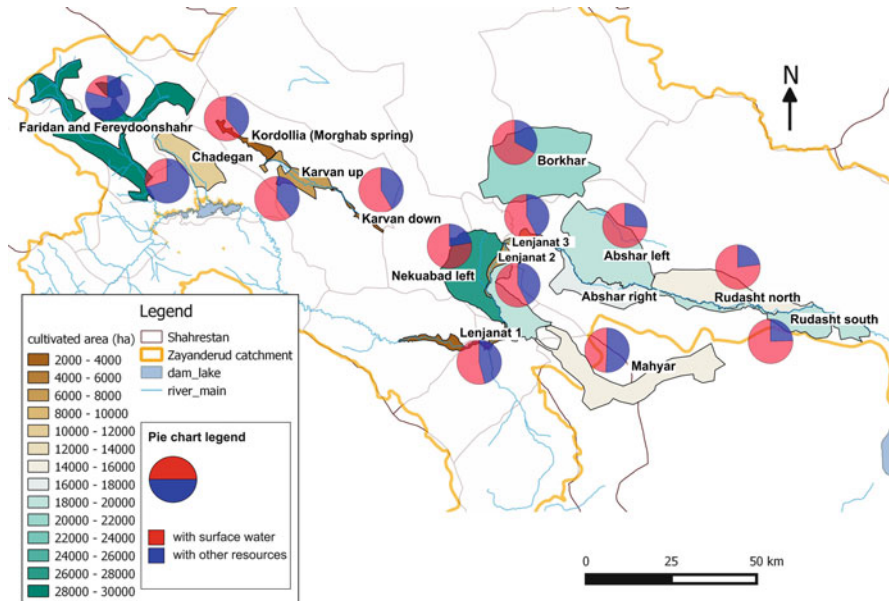 N
Faridan and Fereydoonshahr
Kordollia (Morghab spring)
Chadegan
Karvan up
Karvan down
Borkhar
Lenjanat 3
Lenjanat 2
Nekuabad left
Abshar left
Abshar right
Rudasht north
Rudasht south
Lenjanat 1
Mahyar
Legend
cultivated area (ha)
2000 - 4000
4000 - 6000
6000 - 8000
8000 - 10000
10000 - 12000
12000 - 14000
14000 - 16000
16000 - 18000
18000 - 20000
20000 - 22000
22000 - 24000
24000 - 26000
26000 - 28000
28000 - 30000
Shahrestan
Zayanderud catchment
dam_lake
river_main
Pie chart legend
with surface water
with other resources
0 25 50 km